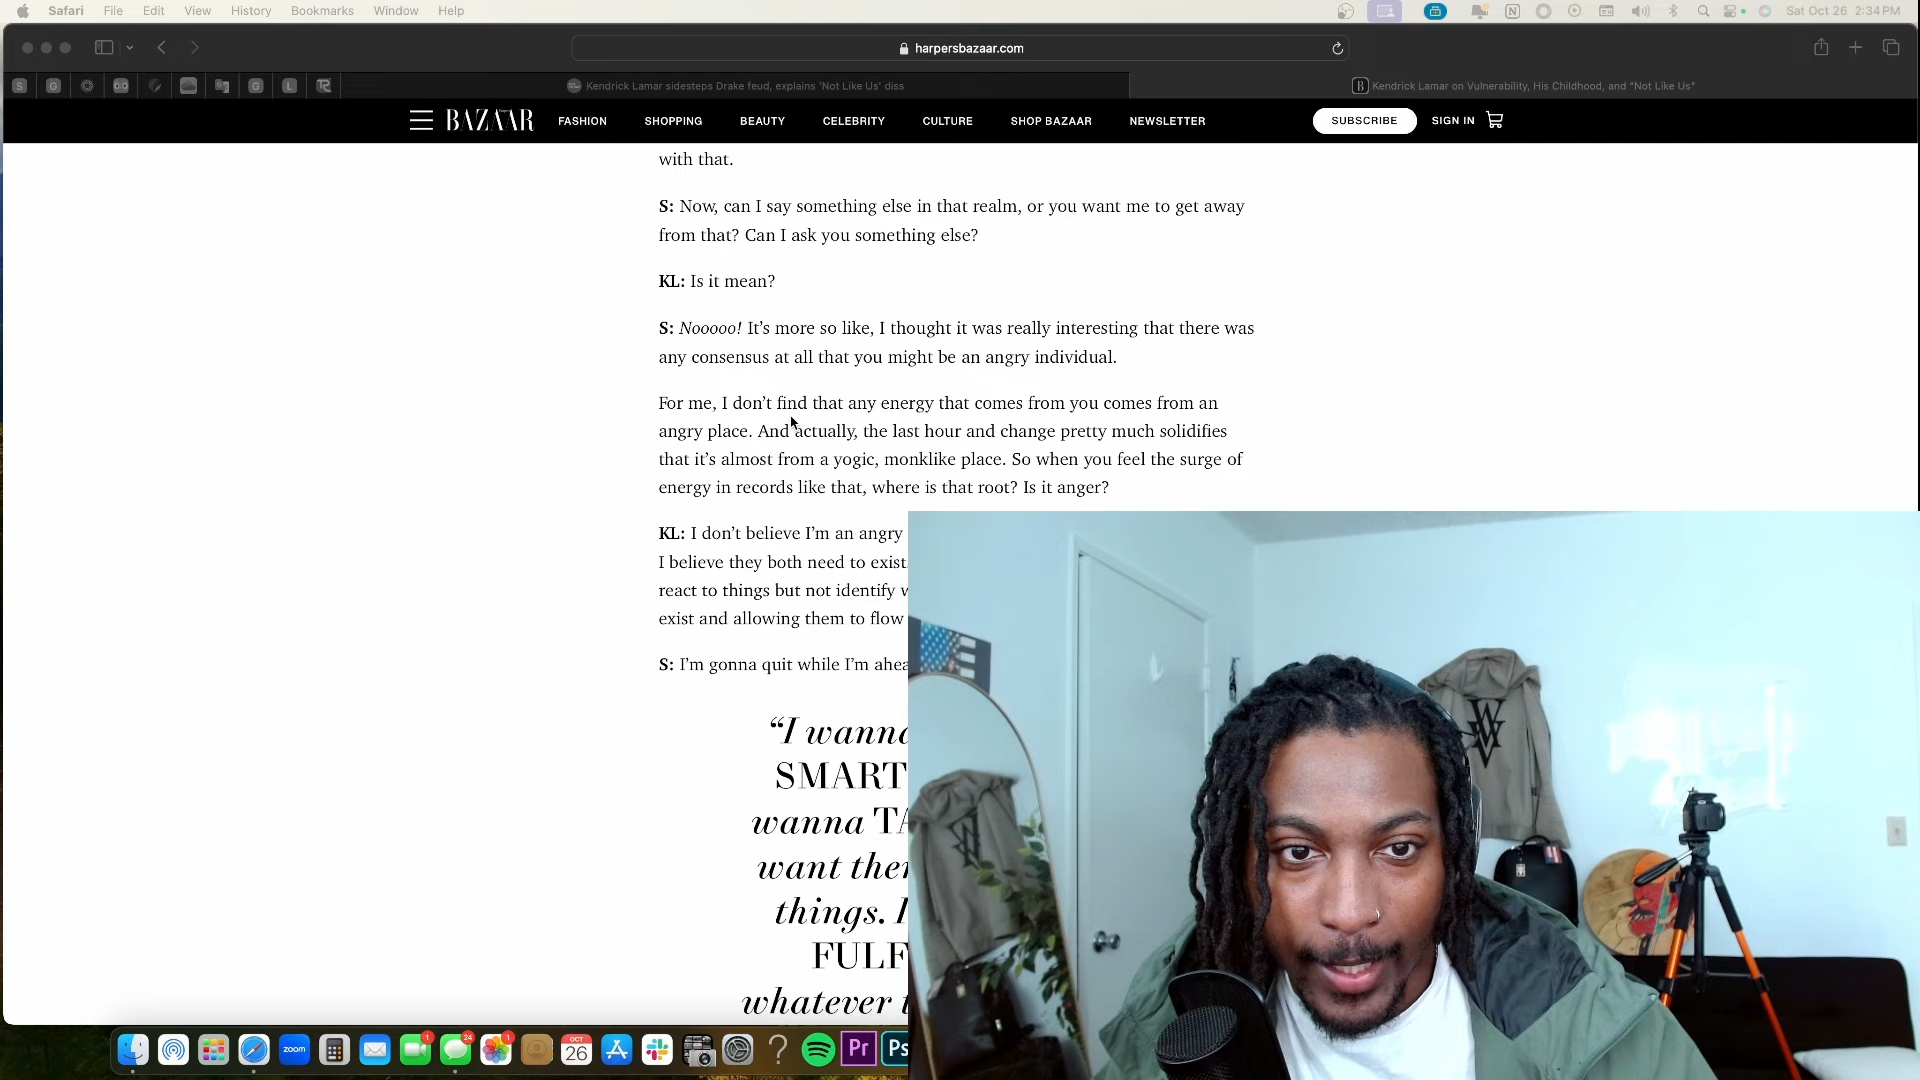 Safari File Edit View History Bookmarks Window Help Sat Oct 26 2:34 PM
harpersbazaar.com
Kendrick Lamar sidesteps Drake feud, explains 'Not Like Us' diss
Kendrick Lamar on Vulnerability, His Childhood, and "Not Like Us"
BAZAAR FASHION SHOPPING BEAUTY CELEBRITY CULTURE SHOP BAZAAR NEWSLETTER SUBSCRIBE SIGN IN
with that.
S: Now, can I say something else in that realm, or you want me to get away
from that? Can I ask you something else?
KL: Is it mean?
S: Nooooo! It’s more so like, I thought it was really interesting that there was
any consensus at all that you might be an angry individual.
For me, I don’t find that any energy that comes from you comes from an
angry place. And actually, the last hour and change pretty much solidifies
that it’s almost from a yogic, monklike place. So when you feel the surge of
energy in records like that, where is that root? Is it anger?
KL: I don’t believe I’m an angry
I believe they both need to exist
react to things but not identify w
exist and allowing them to flow
S: I’m gonna quit while I’m ahea
“I wanna
SMART
wanna TA
want then
things. I
FULF
whatever t
zoom
1
24
1
OCT
26
Pr
Ps